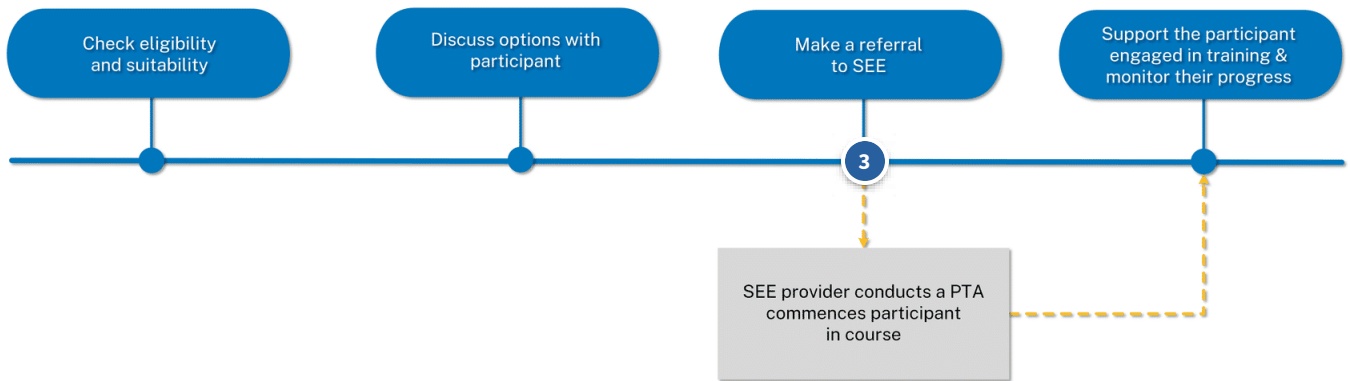 Check eligibility
and suitability
Discuss options with
participant
Make a referral
to SEE
Support the participant
engaged in training &
monitor their progress
3
SEE provider conducts a PTA
commences participant
in course